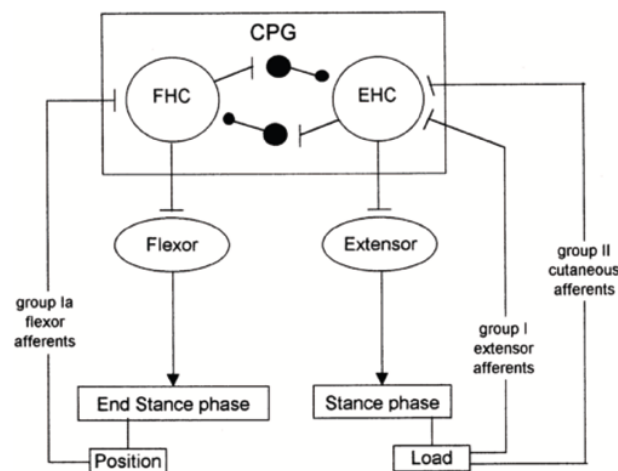 CPG
FHC
EHC
Flexor
Extensor
group Ia
flexor
afferents
group I
extensor
afferents
group II
cutaneous
afferents
End Stance phase
Stance phase
Position
Load